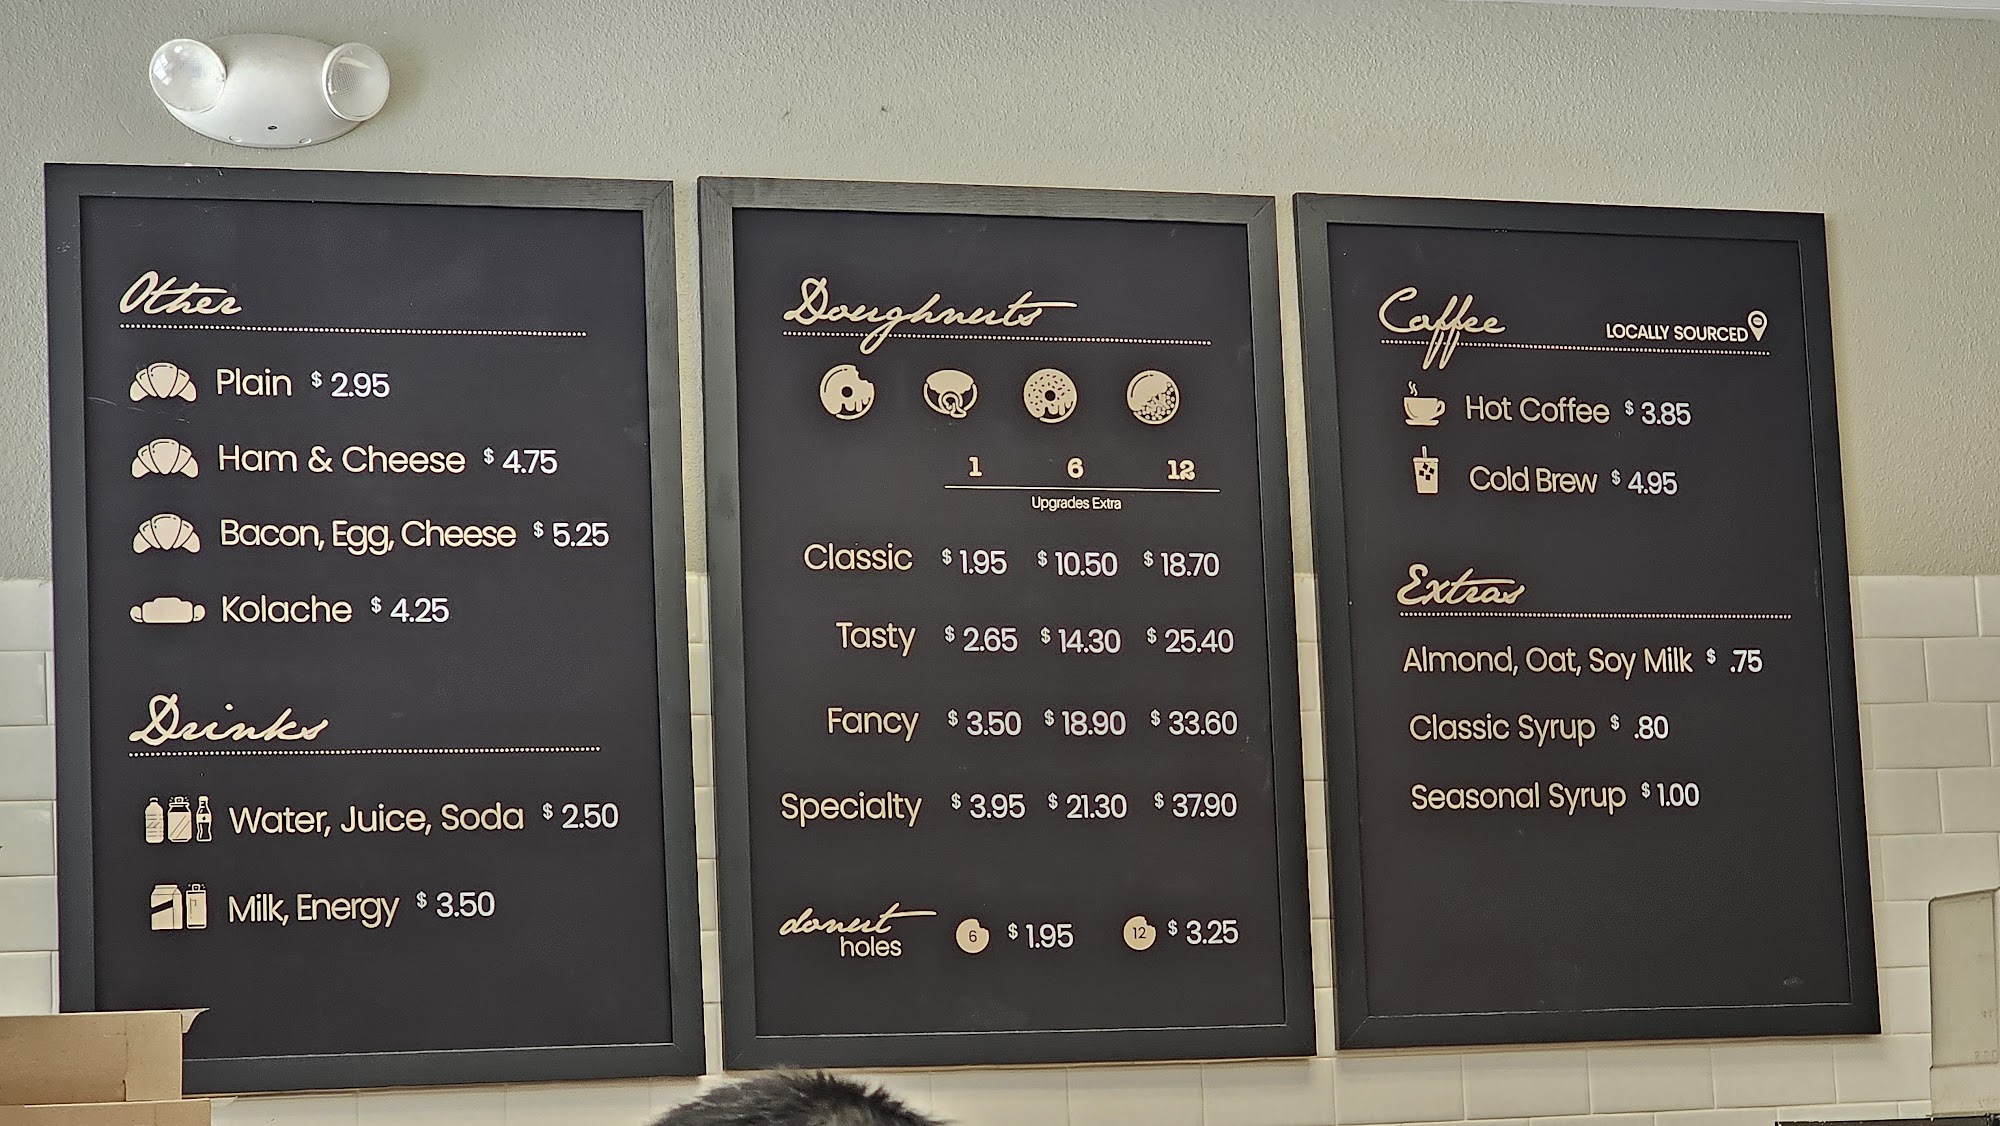 Other
Plain $ 2.95
Ham & Cheese $ 4.75
Bacon, Egg, Cheese $ 5.25
Kolache $ 4.25
Drinks
Water, Juice, Soda $ 2.50
Milk, Energy $ 3.50
Doughnuts
1 6 12
Upgrades Extra
Classic $ 1.95 $ 10.50 $ 18.70
Tasty $ 2.65 $ 14.30 $ 25.40
Fancy $ 3.50 $ 18.90 $ 33.60
Specialty $ 3.95 $ 21.30 $ 37.90
donut
holes 6 $ 1.95 12 $ 3.25
Coffee LOCALLY SOURCED
Hot Coffee $ 3.85
Cold Brew $ 4.95
Extras
Almond, Oat, Soy Milk $ .75
Classic Syrup $ .80
Seasonal Syrup $ 1.00